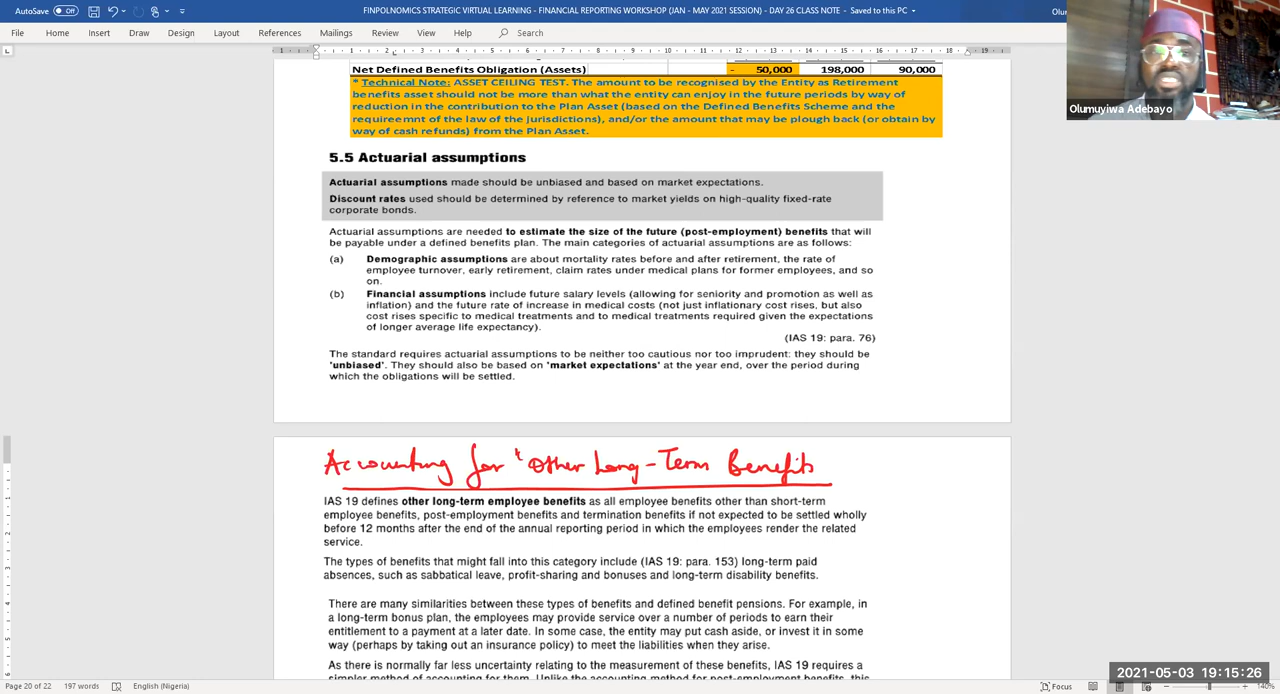 AutoSave Off
FINPOLNOMICS STRATEGIC VIRTUAL LEARNING - FINANCIAL REPORTING WORKSHOP (JAN - MAY 2021 SESSION) - DAY 26 CLASS NOTE - Saved to this PC
Olu
File Home Insert Draw Design Layout References Mailings Review View Help Search
Olumuyiwa Adebayo
Net Defined Benefits Obligation (Assets) - 50,000 198,000 90,000
* Technical Note: ASSET CEILING TEST. The amount to be recognised by the Entity as Retirement
benefits asset should not be more than what the entity can enjoy in the future periods by way of
reduction in the contribution to the Plan Asset (based on the Defined Benefits Scheme and the
requireemnt of the law of the jurisdictions), and/or the amount that may be plough back (or obtain by
way of cash refunds) from the Plan Asset.
5.5 Actuarial assumptions
Actuarial assumptions made should be unbiased and based on market expectations.
Discount rates used should be determined by reference to market yields on high-quality fixed-rate
corporate bonds.
Actuarial assumptions are needed to estimate the size of the future (post-employment) benefits that will
be payable under a defined benefits plan. The main categories of actuarial assumptions are as follows:
(a) Demographic assumptions are about mortality rates before and after retirement, the rate of
employee turnover, early retirement, claim rates under medical plans for former employees, and so
on.
(b) Financial assumptions include future salary levels (allowing for seniority and promotion as well as
inflation) and the future rate of increase in medical costs (not just inflationary cost rises, but also
cost rises specific to medical treatments and to medical treatments required given the expectations
of longer average life expectancy).
(IAS 19: para. 76)
The standard requires actuarial assumptions to be neither too cautious nor too imprudent: they should be
'unbiased'. They should also be based on 'market expectations' at the year end, over the period during
which the obligations will be settled.
Accounting for 'Other Long-Term Benefits
IAS 19 defines other long-term employee benefits as all employee benefits other than short-term
employee benefits, post-employment benefits and termination benefits if not expected to be settled wholly
before 12 months after the end of the annual reporting period in which the employees render the related
service.
The types of benefits that might fall into this category include (IAS 19: para. 153) long-term paid
absences, such as sabbatical leave, profit-sharing and bonuses and long-term disability benefits.
There are many similarities between these types of benefits and defined benefit pensions. For example, in
a long-term bonus plan, the employees may provide service over a number of periods to earn their
entitlement to a payment at a later date. In some case, the entity may put cash aside, or invest it in some
way (perhaps by taking out an insurance policy) to meet the liabilities when they arise.
As there is normally far less uncertainty relating to the measurement of these benefits, IAS 19 requires a
simpler method of accounting for them. Unlike the accounting method for post-employment benefits, this
2021-05-03 19:15:26
Page 20 of 22 197 words English (Nigeria) Focus 140%